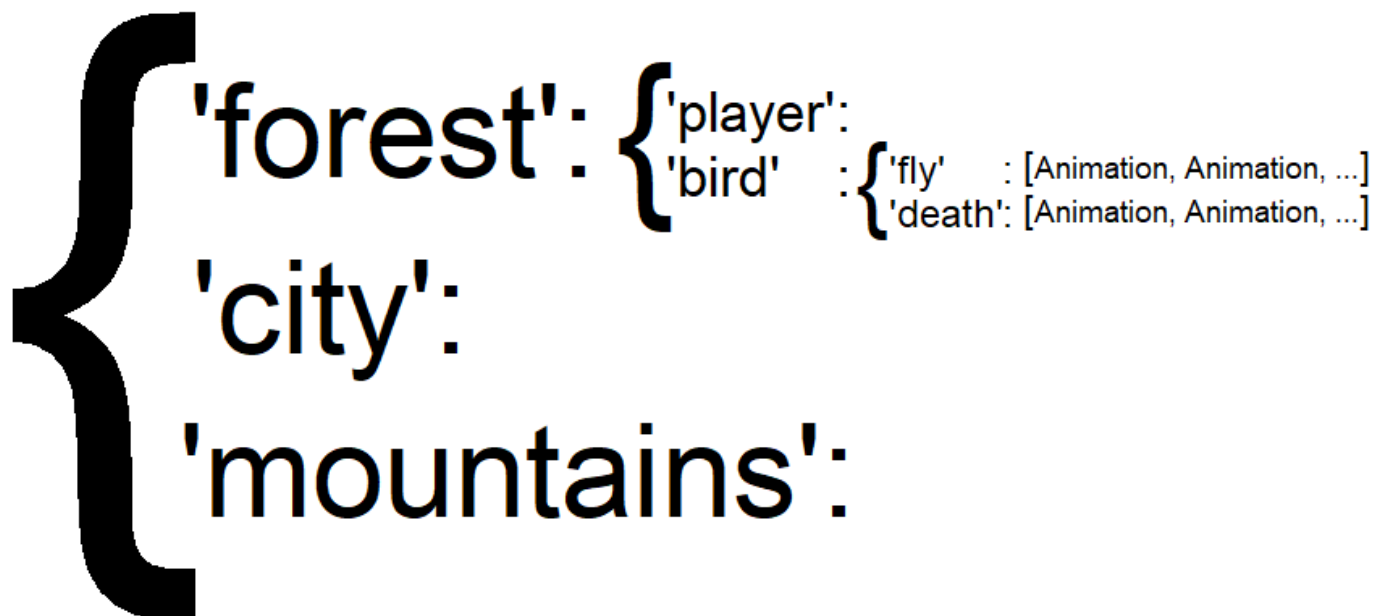 { 'forest': { 'player':
'bird' : { 'fly' : [Animation, Animation, ...]
'death': [Animation, Animation, ...]
'city':
'mountains':